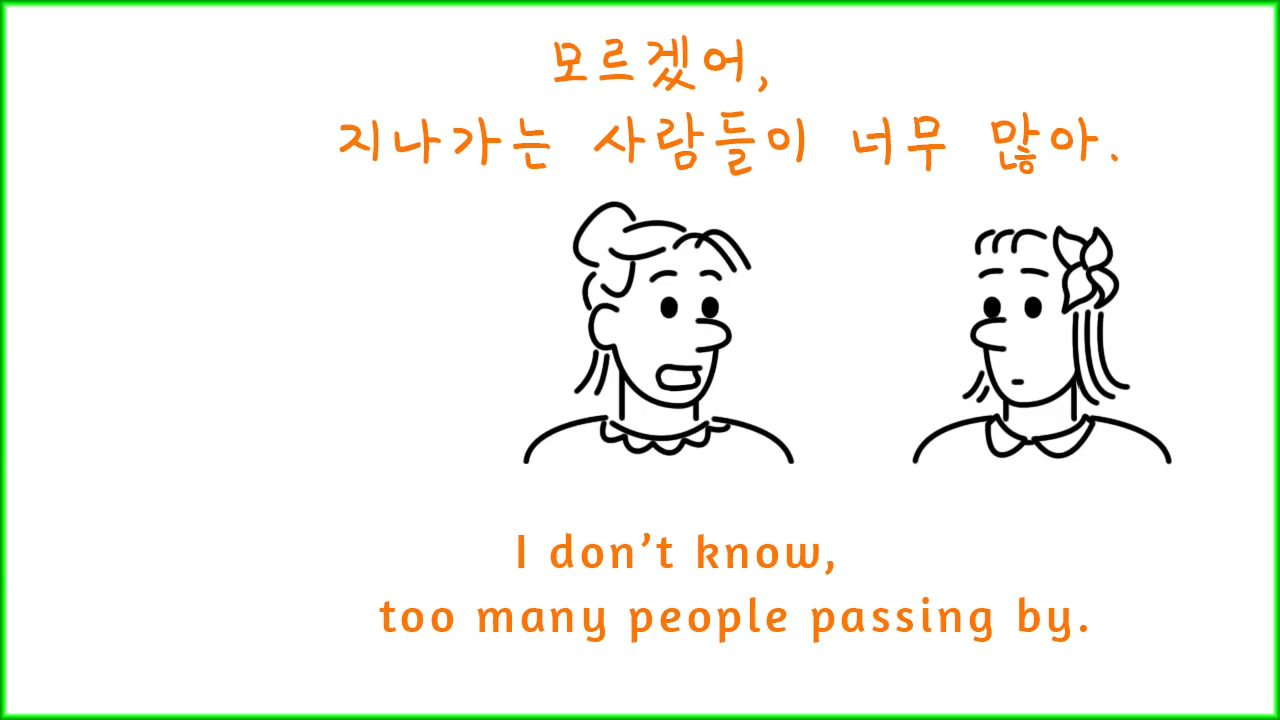 모르겠어,
지나가는 사람들이 너무 많아.
I don’t know,
too many people passing by.